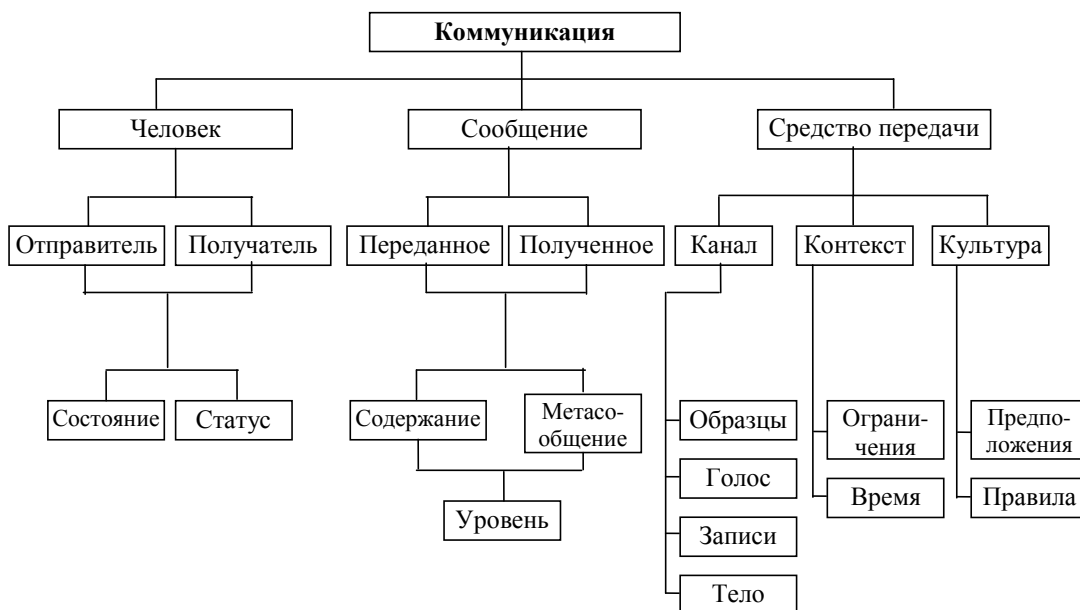 Коммуникация
Человек
Сообщение
Средство передачи
Отправитель
Получатель
Переданное
Полученное
Канал
Контекст
Культура
Состояние
Статус
Содержание
Метасо-
общение
Уровень
Образцы
Голос
Записи
Тело
Ограни-
чения
Время
Предпо-
ложения
Правила